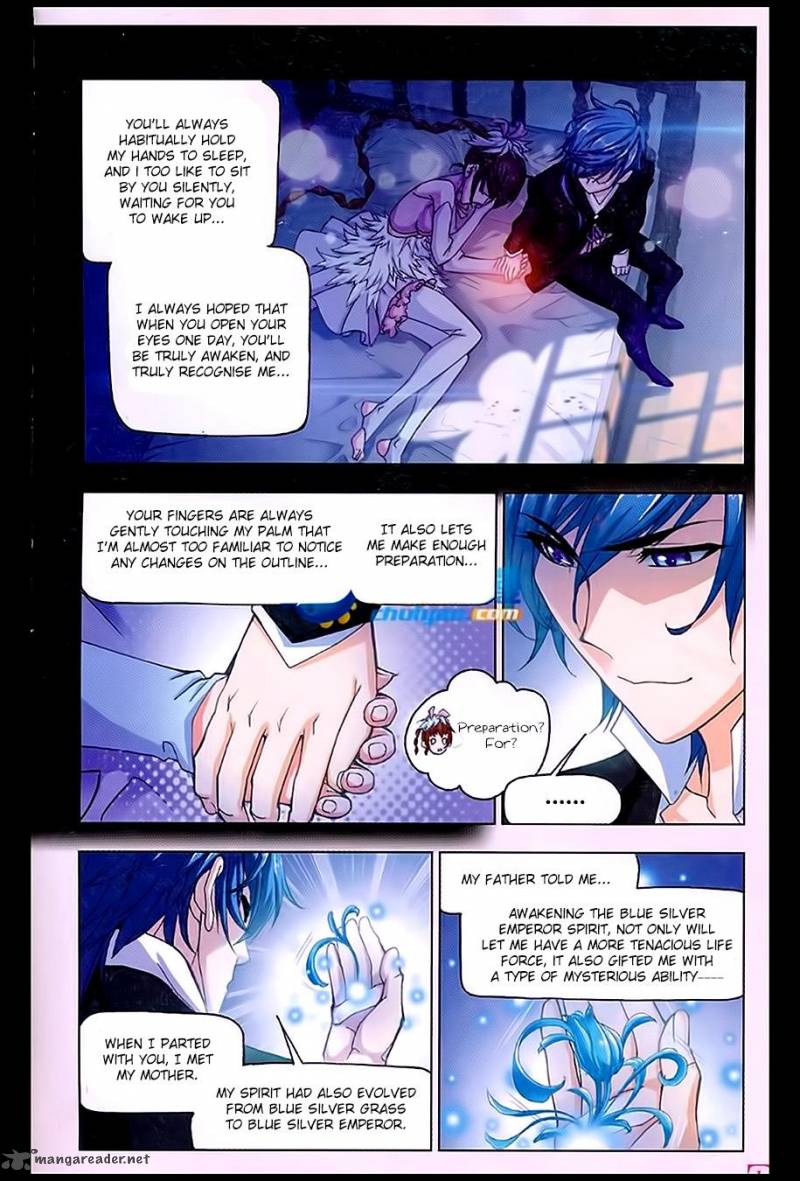 YOU'LL ALWAYS
HABITUALLY HOLD
MY HANDS TO SLEEP,
AND I TOO LIKE TO SIT
BY YOU SILENTLY,
WAITING FOR YOU
TO WAKE UP...
I ALWAYS HOPED THAT
WHEN YOU OPEN YOUR
EYES ONE DAY, YOU'LL
BE TRULY AWAKEN, AND
TRULY RECOGNISE ME...
YOUR FINGERS ARE ALWAYS
GENTLY TOUCHING MY PALM THAT
I'M ALMOST TOO FAMILIAR TO NOTICE
ANY CHANGES ON THE OUTLINE...
IT ALSO LETS
ME MAKE ENOUGH
PREPARATION...
Preparation?
For?
......
WHEN I PARTED
WITH YOU, I MET
MY MOTHER.
MY SPIRIT HAD ALSO EVOLVED
FROM BLUE SILVER GRASS
TO BLUE SILVER EMPEROR.
MY FATHER TOLD ME...
AWAKENING THE BLUE SILVER
EMPEROR SPIRIT, NOT ONLY WILL
LET ME HAVE A MORE TENACIOUS LIFE
FORCE, IT ALSO GIFTED ME WITH
A TYPE OF MYSTERIOUS ABILITY----
mangareader.net